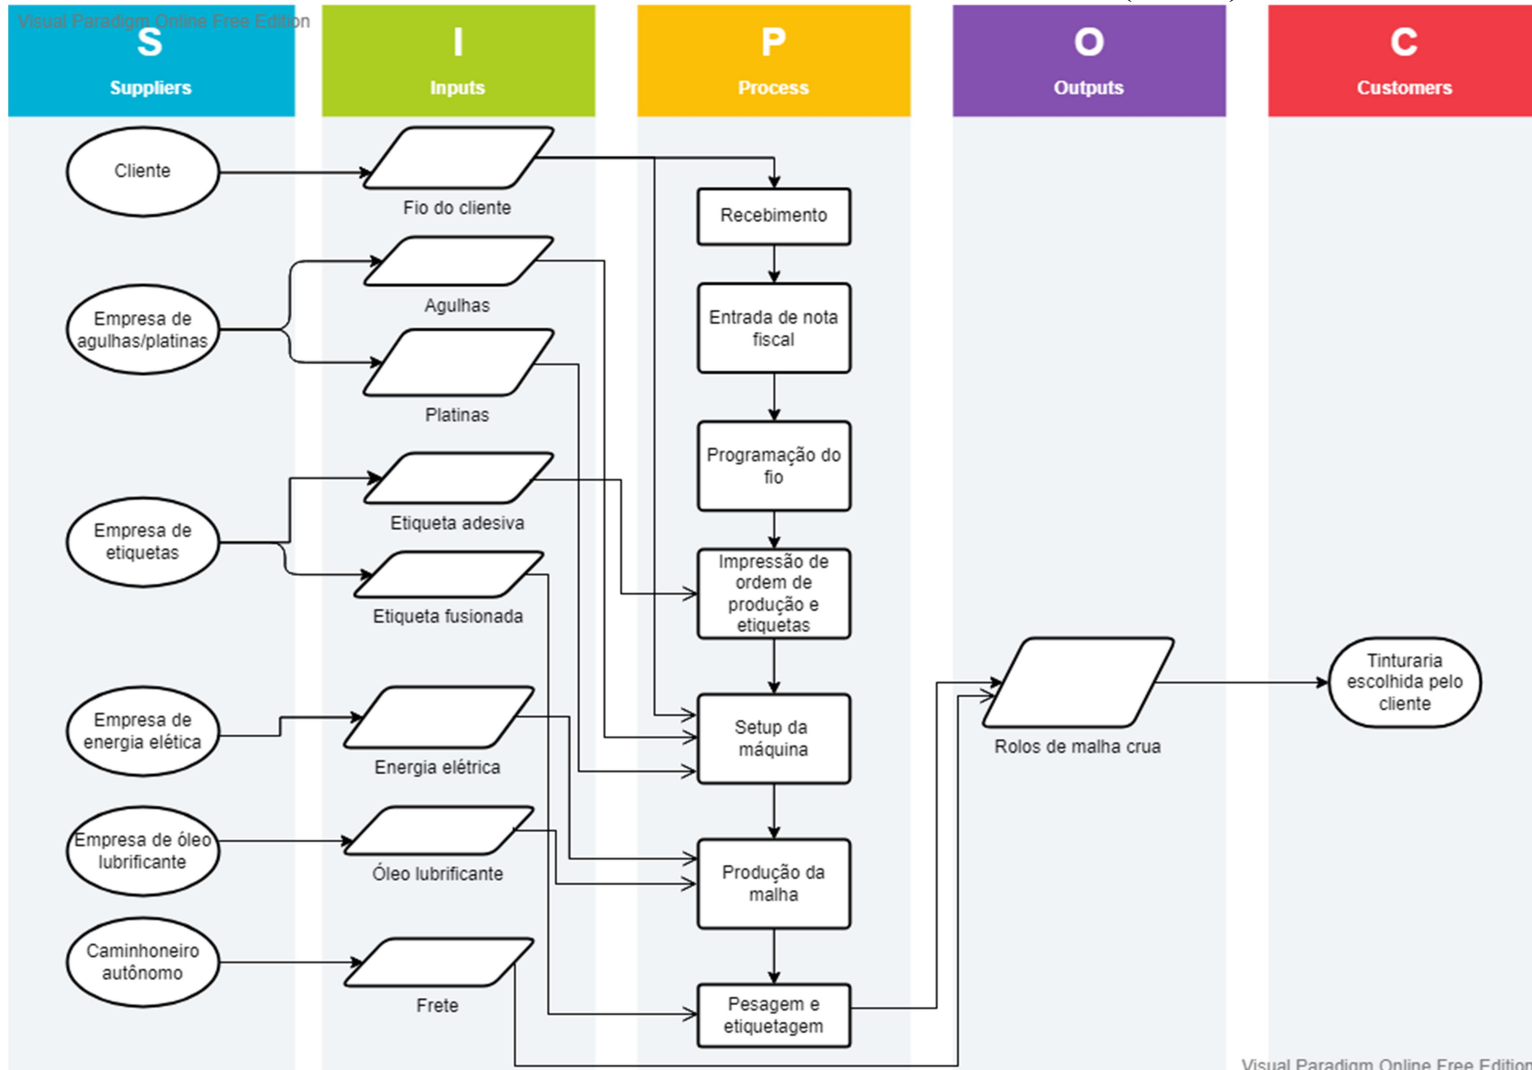 Visual Paradigm Online Free Edition
S
Suppliers
I
Inputs
P
Process
O
Outputs
C
Customers
Cliente
Empresa de
agulhas/platinas
Empresa de
etiquetas
Empresa de
energia elética
Empresa de óleo
lubrificante
Caminhoneiro
autônomo
Fio do cliente
Agulhas
Platinas
Etiqueta adesiva
Etiqueta fusionada
Energia elétrica
Óleo lubrificante
Frete
Recebimento
Entrada de nota
fiscal
Programação do
fio
Impressão de
ordem de
produção e
etiquetas
Setup da
máquina
Produção da
malha
Pesagem e
etiquetagem
Rolos de malha crua
Tinturaria
escolhida pelo
cliente
Visual Paradigm Online Free Edition